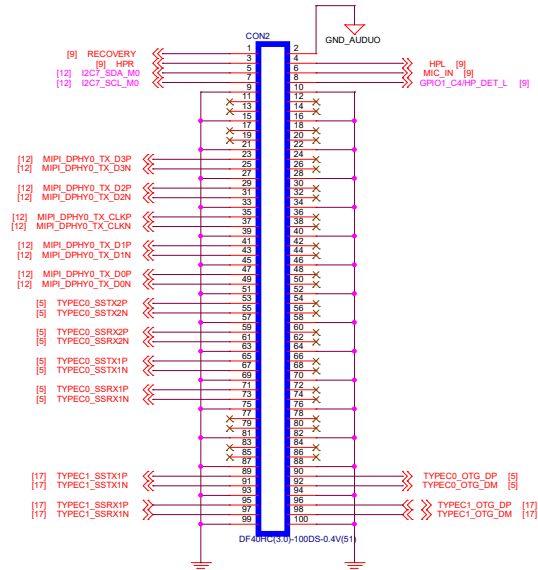 CON2
GND_AUDUO
1 2
[9] RECOVERY 3 4 HPL [9]
[9] HPR 5 6 MIC_IN [9]
[12] I2C7_SDA_M0 7 8 GPIO1_C4/HP_DET_L [9]
[12] I2C7_SCL_M0 9 10
11 12
13 14
15 16
17 18
19 20
21 22
23 24
[12] MIPI_DPHY0_TX_D3P 25 26
[12] MIPI_DPHY0_TX_D3N 27 28
29 30
[12] MIPI_DPHY0_TX_D2P 31 32
[12] MIPI_DPHY0_TX_D2N 33 34
35 36
[12] MIPI_DPHY0_TX_CLKP 37 38
[12] MIPI_DPHY0_TX_CLKN 39 40
41 42
[12] MIPI_DPHY0_TX_D1P 43 44
[12] MIPI_DPHY0_TX_D1N 45 46
47 48
[12] MIPI_DPHY0_TX_D0P 49 50
[12] MIPI_DPHY0_TX_D0N 51 52
53 54
[5] TYPEC0_SSTX2P 55 56
[5] TYPEC0_SSTX2N 57 58
59 60
[5] TYPEC0_SSRX2P 61 62
[5] TYPEC0_SSRX2N 63 64
65 66
[5] TYPEC0_SSTX1P 67 68
[5] TYPEC0_SSTX1N 69 70
71 72
[5] TYPEC0_SSRX1P 73 74
[5] TYPEC0_SSRX1N 75 76
77 78
79 80
81 82
83 84
85 86
87 88
89 90
[17] TYPEC1_SSTX1P 91 92 TYPEC0_OTG_DP [5]
[17] TYPEC1_SSTX1N 93 94 TYPEC0_OTG_DM [5]
95 96
[17] TYPEC1_SSRX1P 97 98 TYPEC1_OTG_DP [17]
[17] TYPEC1_SSRX1N 99 100 TYPEC1_OTG_DM [17]
DF40HC(3.0)-100DS-0.4V(51)